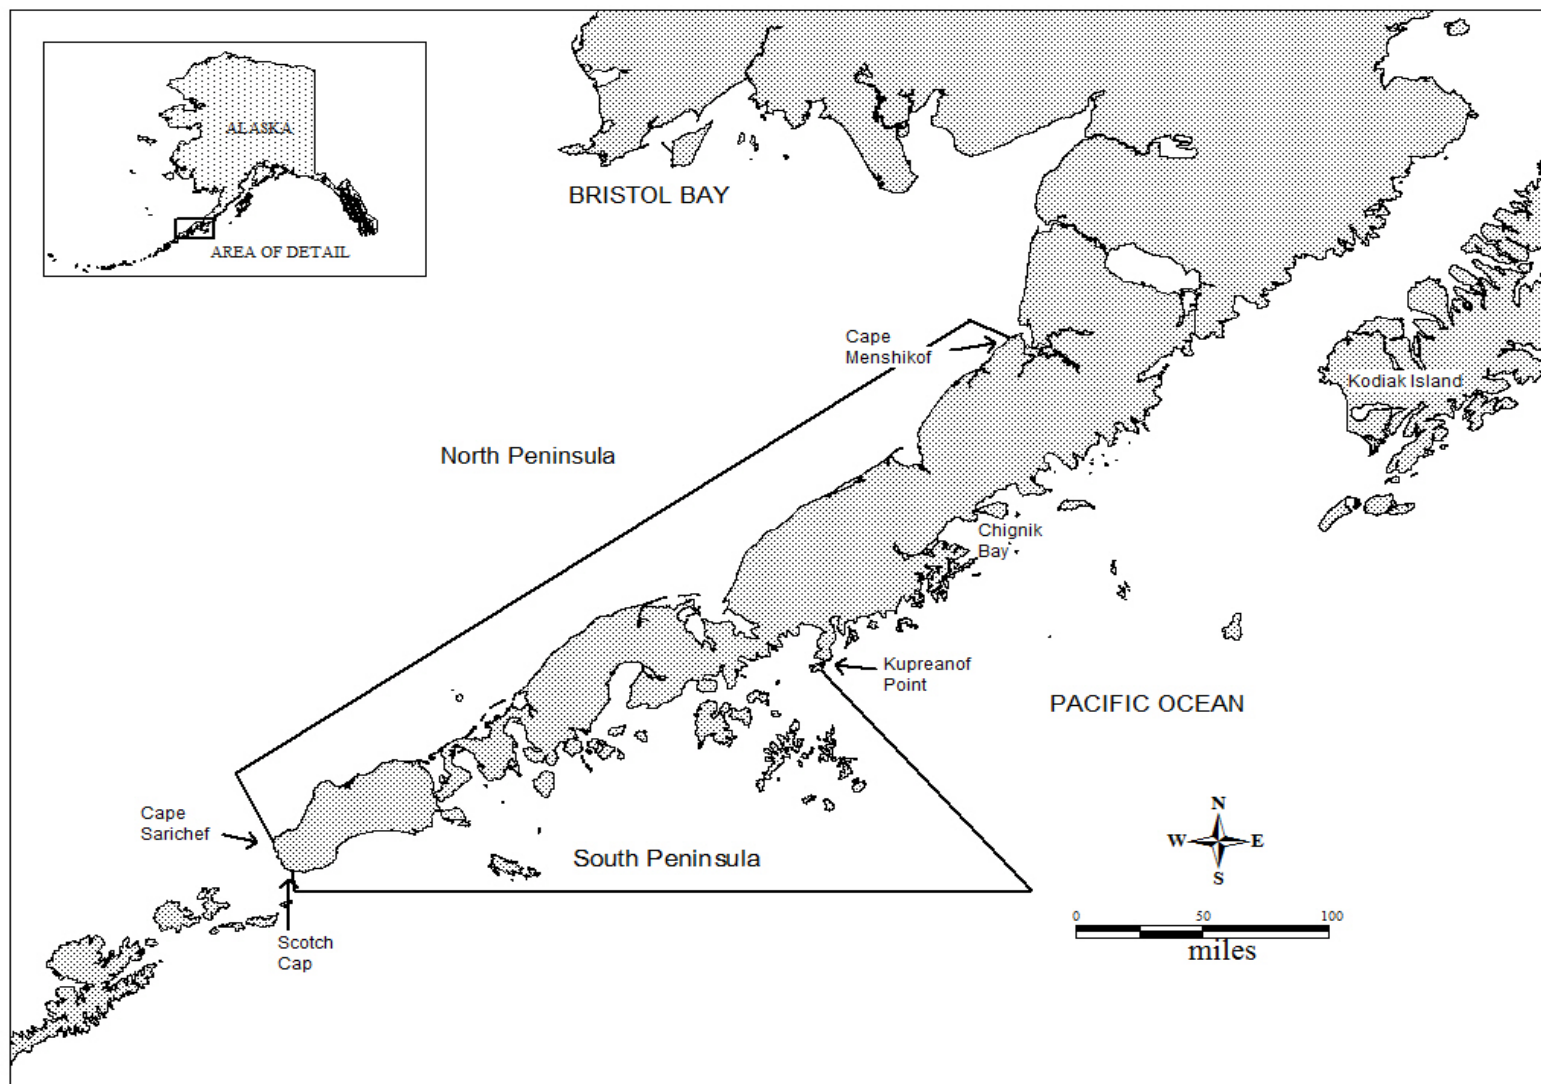 ALASKA
AREA OF DETAIL
BRISTOL BAY
Cape
Menshikof
Kodiak Island
North Peninsula
Chignik
Bay
Kupreanof
Point
PACIFIC OCEAN
Cape
Sarichef
South Peninsula
N
W E
S
Scotch
Cap
0 50 100
miles